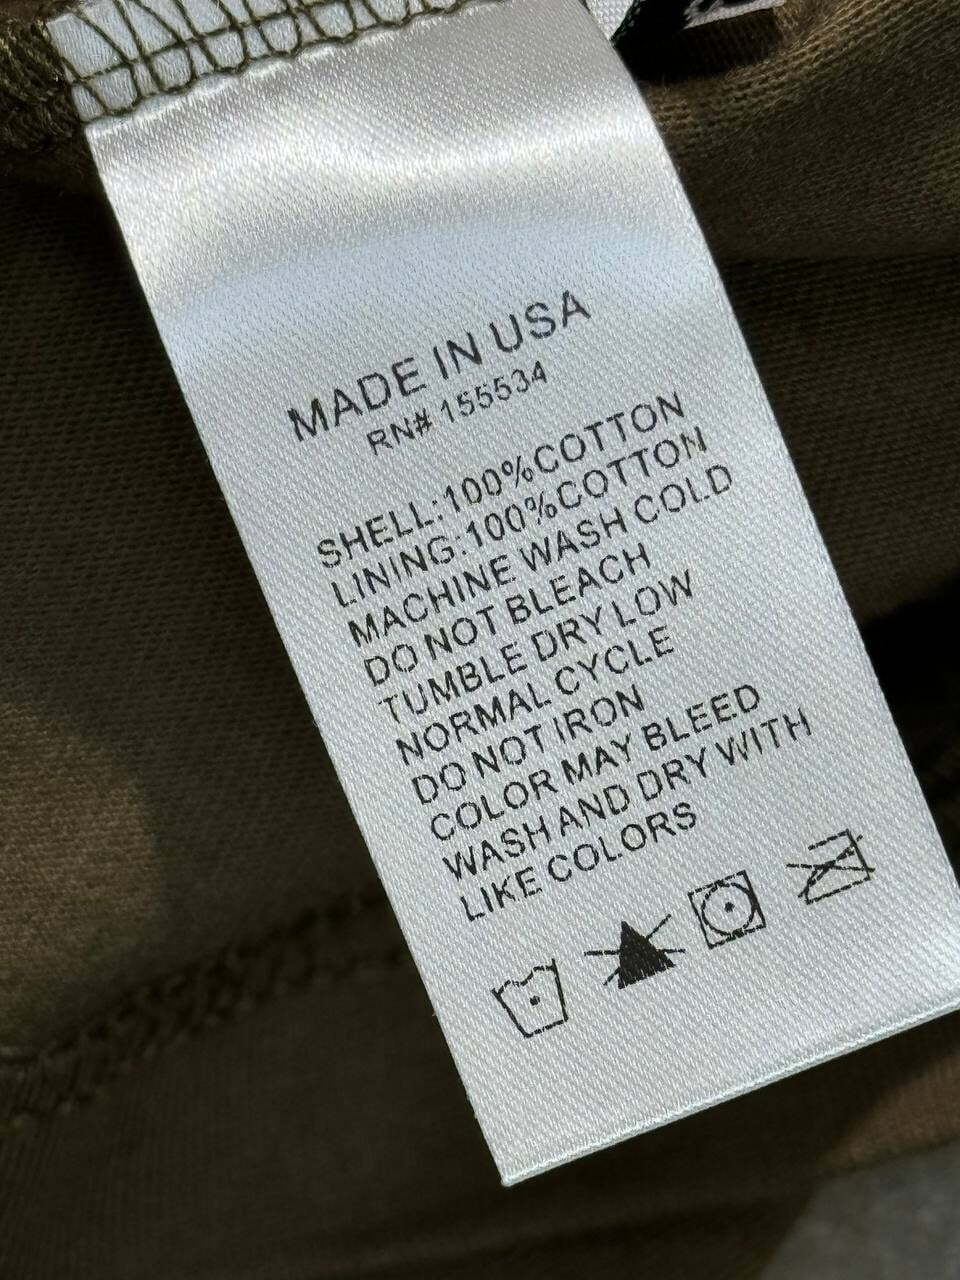 MADE IN USA
RN# 155534
SHELL:100%COTTON
LINING:100%COTTON
MACHINE WASH COLD
DO NOT BLEACH
TUMBLE DRY LOW
NORMAL CYCLE
DO NOT IRON
COLOR MAY BLEED
WASH AND DRY WITH
LIKE COLORS